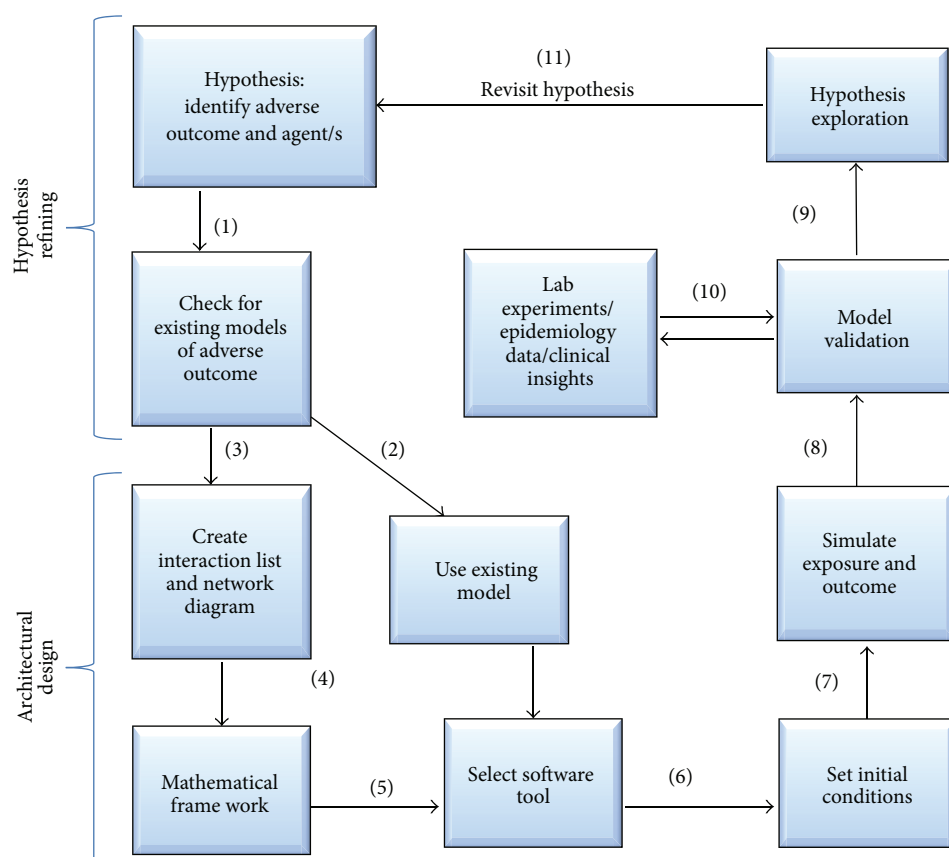 Hypothesis:
identify adverse
outcome and agent/s
(11)
Revisit hypothesis
Hypothesis
exploration
Hypothesis
refining
(1)
(9)
Check for
existing models
of adverse
outcome
Lab
experiments/
epidemiology
data/clinical
insights
(10)
Model
validation
(3)
(2)
(8)
Architectural
design
Create
interaction list
and network
diagram
Use existing
model
Simulate
exposure and
outcome
(4)
(7)
Mathematical
frame work
(5)
Select software
tool
(6)
Set initial
conditions